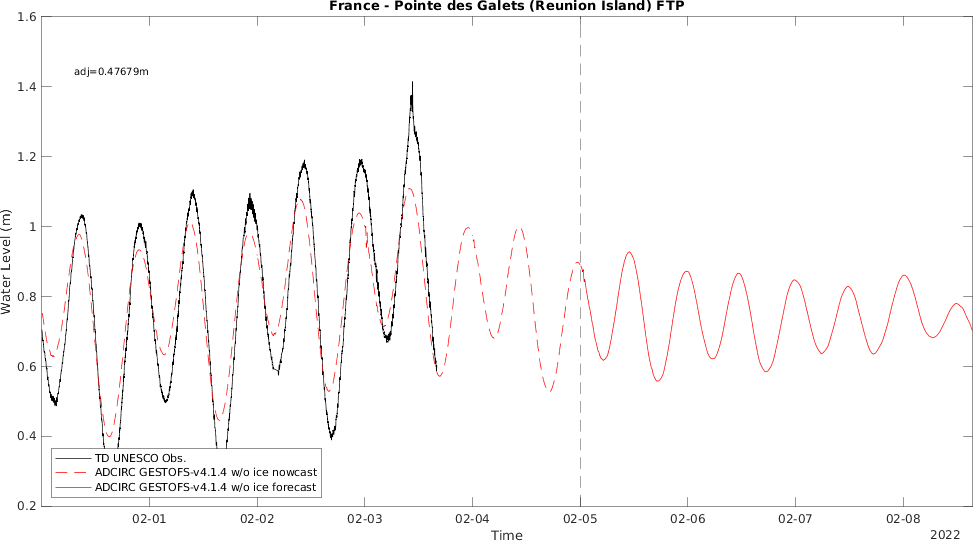 France - Pointe des Galets (Reunion Island) FTP
1.6
1.4
1.2
1
0.8
0.6
0.4
0.2
Water Level (m)
adj=0.47679m
TD UNESCO Obs.
ADCIRC GESTOFS-v4.1.4 w/o ice nowcast
ADCIRC GESTOFS-v4.1.4 w/o ice forecast
02-01 02-02 02-03 02-04 02-05 02-06 02-07 02-08
2022
Time